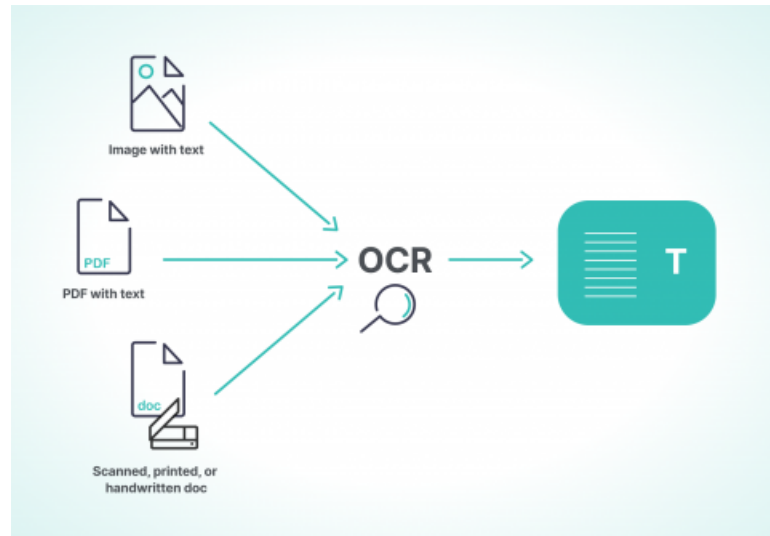 Image with text
PDF
PDF with text
doc
Scanned, printed, or
handwritten doc
OCR
T